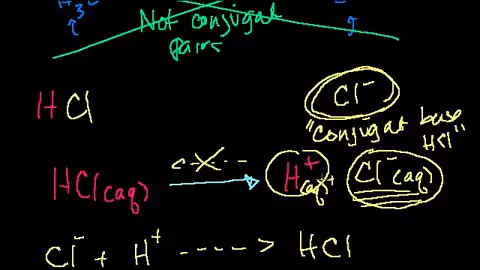 Not conjugat
pairs
HCl
Cl⁻
"conjugat base
HCl"
HCl(aq) → H⁺(aq) + Cl⁻(aq)
Cl⁻ + H⁺ ----> HCl